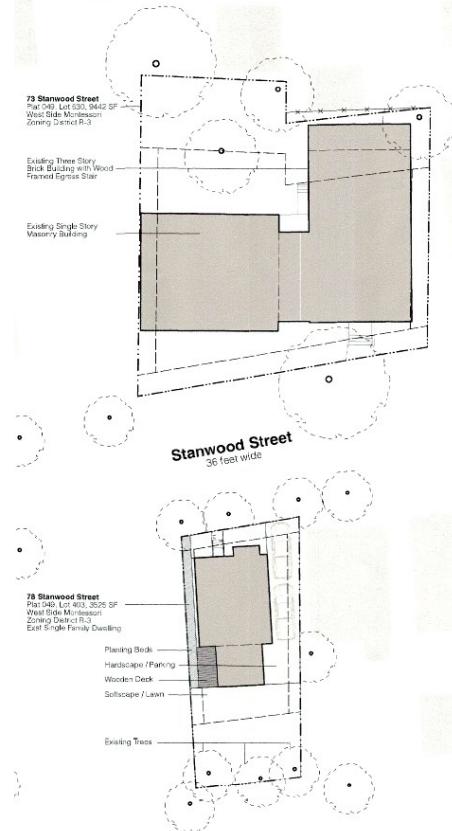 73 Stanwood Street
Plat 049, Lot 630, 9442 SF
West Side Montessori
Zoning District R-3
Existing Three Story
Brick Building with Wood
Framed Egress Stair
Existing Single Story
Masonry Building
Stanwood Street
36 feet wide
78 Stanwood Street
Plat 049, Lot 403, 3525 SF
West Side Montessori
Zoning District R-3
Exst Single Family Dwelling
Planting Beds
Hardscape / Parking
Wooden Deck
Softscape / Lawn
Existing Trees